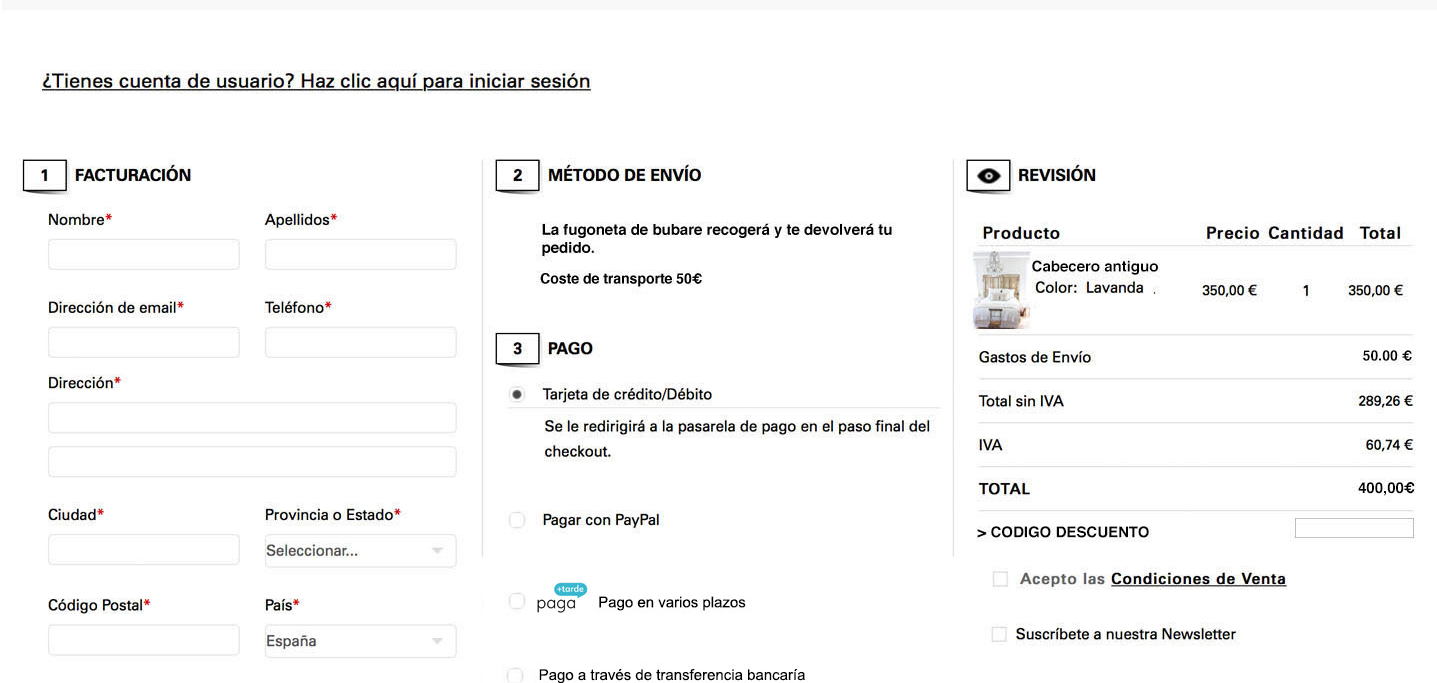 ¿Tienes cuenta de usuario? Haz clic aquí para iniciar sesión
1 FACTURACIÓN
Nombre* Apellidos*
Dirección de email* Teléfono*
Dirección*
Ciudad* Provincia o Estado*
Seleccionar...
Código Postal* País*
España
2 MÉTODO DE ENVÍO
La fugoneta de bubare recogerá y te devolverá tu
pedido.
Coste de transporte 50€
3 PAGO
Tarjeta de crédito/Débito
Se le redirigirá a la pasarela de pago en el paso final del
checkout.
Pagar con PayPal
+tarde
paga Pago en varios plazos
Pago a través de transferencia bancaría
REVISIÓN
Producto Precio Cantidad Total
Cabecero antiguo
Color: Lavanda .
350,00 € 1 350,00 €
Gastos de Envío 50.00 €
Total sin IVA 289,26 €
IVA 60,74 €
TOTAL 400,00€
> CODIGO DESCUENTO
Acepto las Condiciones de Venta
Suscríbete a nuestra Newsletter